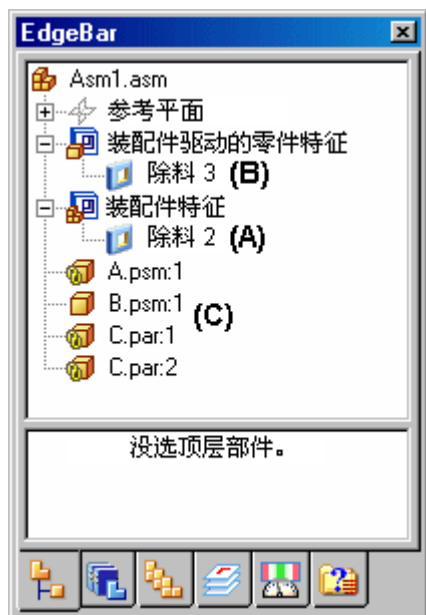 EdgeBar
Asm1.asm
参考平面
装配件驱动的零件特征
除料 3 (B)
装配件特征
除料 2 (A)
A.psm:1
B.psm:1 (C)
C.par:1
C.par:2
没选顶层部件。